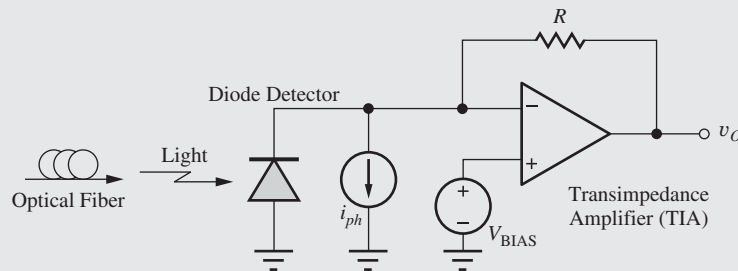 R
Diode Detector
Light
Optical Fiber
i_ph
−
+
+
−
V_BIAS
v_O
Transimpedance
Amplifier (TIA)